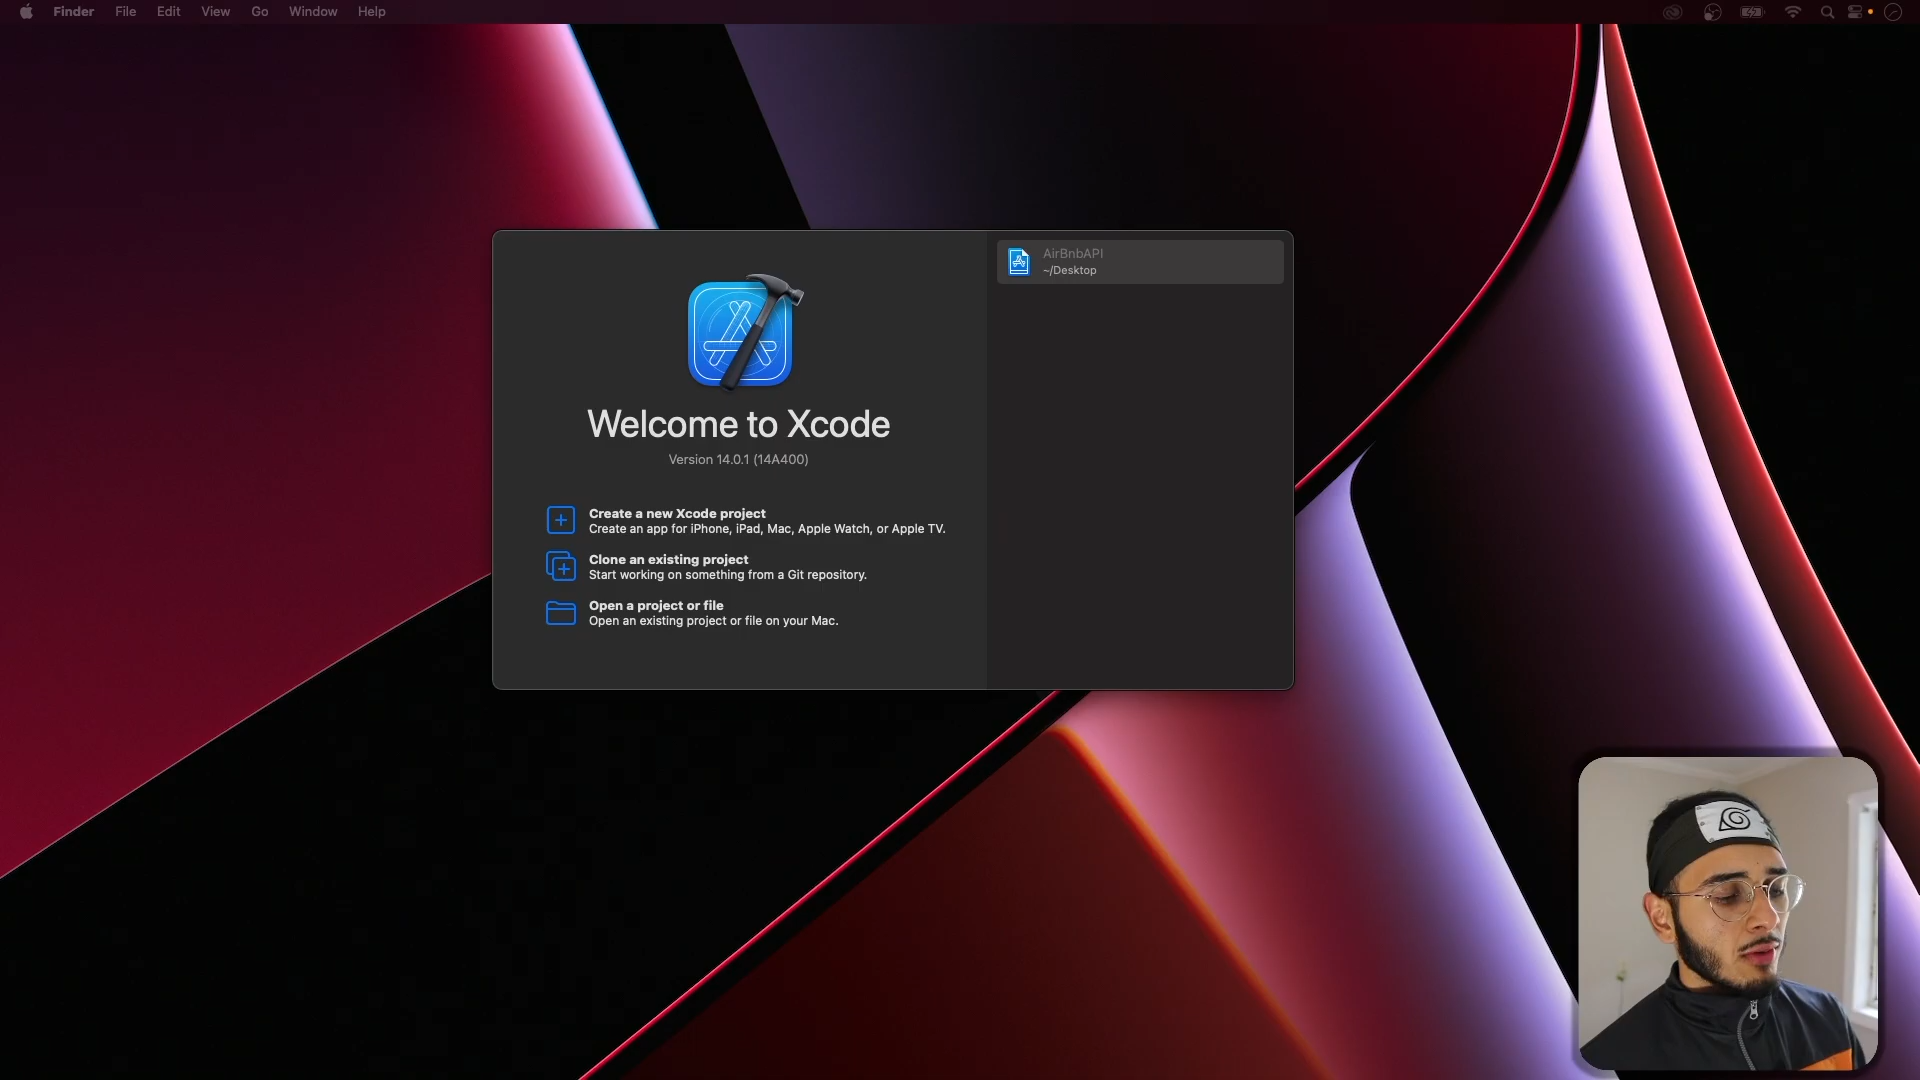 Finder File Edit View Go Window Help
Welcome to Xcode
Version 14.0.1 (14A400)
Create a new Xcode project
Create an app for iPhone, iPad, Mac, Apple Watch, or Apple TV.
Clone an existing project
Start working on something from a Git repository.
Open a project or file
Open an existing project or file on your Mac.
AirBnbAPI
~/Desktop